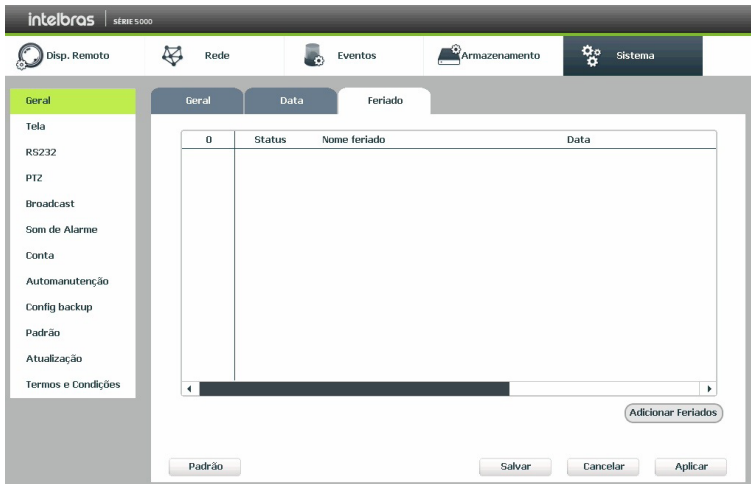 intelbras SÉRIE 5000
Disp. Remoto Rede Eventos Armazenamento Sistema
Geral
Tela
RS232
PTZ
Broadcast
Som de Alarme
Conta
Automanutenção
Config backup
Padrão
Atualização
Termos e Condições
Geral Data Feriado
0 Status Nome feriado Data
Adicionar Feriados
Padrão Salvar Cancelar Aplicar